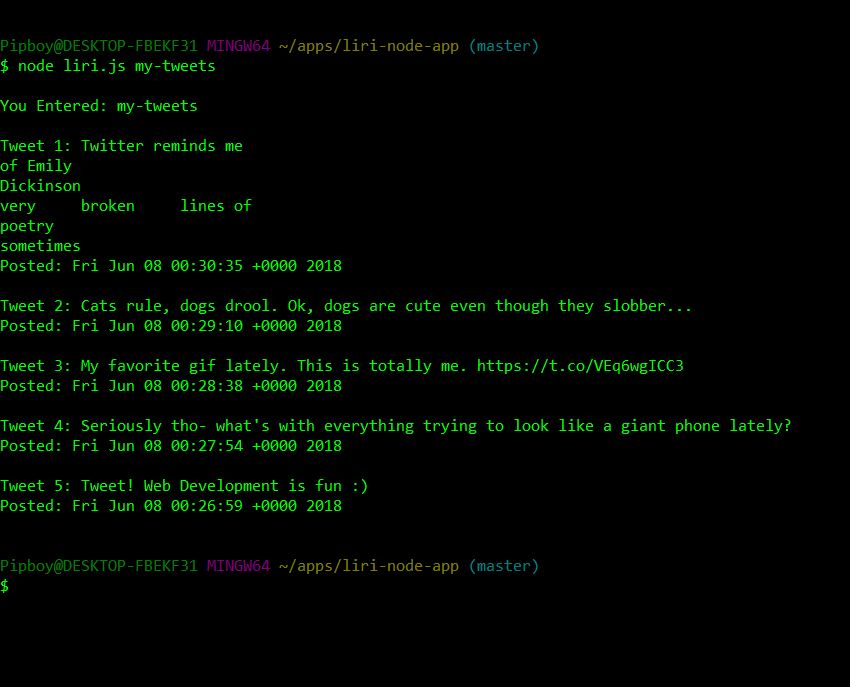 Pipboy@DESKTOP-FBEKF31 MINGW64 ~/apps/liri-node-app (master)
$ node liri.js my-tweets
You Entered: my-tweets
Tweet 1: Twitter reminds me
of Emily
Dickinson
very     broken     lines of
poetry
sometimes
Posted: Fri Jun 08 00:30:35 +0000 2018
Tweet 2: Cats rule, dogs drool. Ok, dogs are cute even though they slobber...
Posted: Fri Jun 08 00:29:10 +0000 2018
Tweet 3: My favorite gif lately. This is totally me. https://t.co/VEq6wgICC3
Posted: Fri Jun 08 00:28:38 +0000 2018
Tweet 4: Seriously tho- what's with everything trying to look like a giant phone lately?
Posted: Fri Jun 08 00:27:54 +0000 2018
Tweet 5: Tweet! Web Development is fun :)
Posted: Fri Jun 08 00:26:59 +0000 2018
Pipboy@DESKTOP-FBEKF31 MINGW64 ~/apps/liri-node-app (master)
$